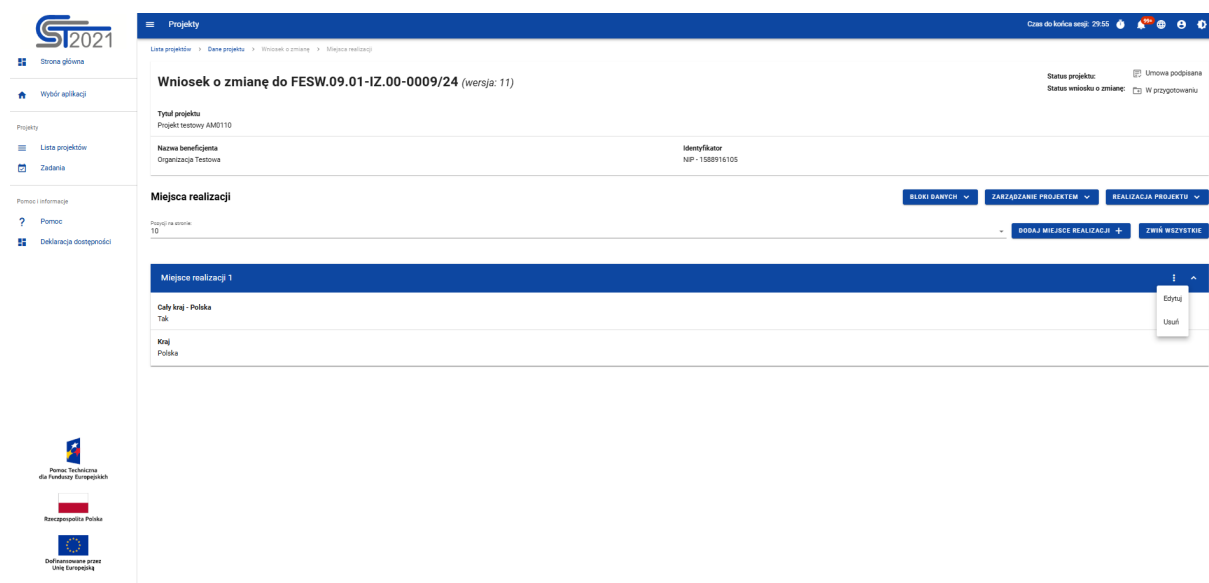 ST2021
Projekty
Czas do końca sesji: 29:55
99+
Lista projektów > Dane projektu > Wniosek o zmianę > Miejsca realizacji
Strona główna
Wybór aplikacji
Projekty
Lista projektów
Zadania
Pomoc i informacje
? Pomoc
Deklaracja dostępności
Wniosek o zmianę do FESW.09.01-IZ.00-0009/24 (wersja: 11)
Status projektu: Umowa podpisana
Status wniosku o zmianę: W przygotowaniu
Tytuł projektu
Projekt testowy AM0110
Nazwa beneficjenta
Organizacja Testowa
Identyfikator
NIP - 1588916105
Miejsca realizacji
BLOKI DANYCH
ZARZĄDZANIE PROJEKTEM
REALIZACJA PROJEKTU
Pozycji na stronie:
10
DODAJ MIEJSCE REALIZACJI +
ZWIŃ WSZYSTKIE
Miejsce realizacji 1
Edytuj
Usuń
Cały kraj - Polska
Tak
Kraj
Polska
Pomoc Techniczna
dla Funduszy Europejskich
Rzeczpospolita Polska
Dofinansowane przez
Unię Europejską